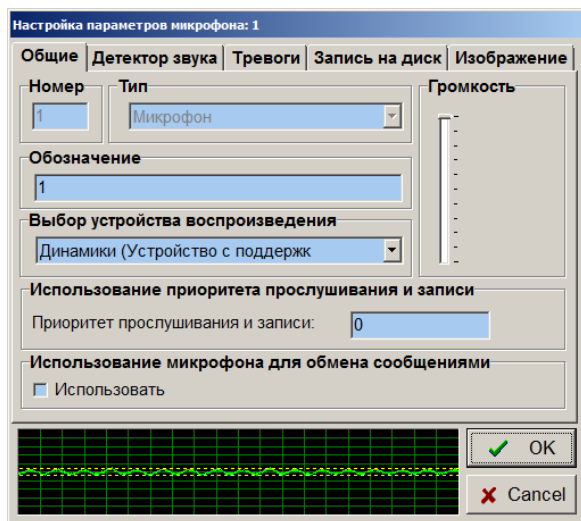 Настройка параметров микрофона: 1
Общие Детектор звука Тревоги Запись на диск Изображение
Номер Тип Громкость
1 Микрофон
Обозначение
1
Выбор устройства воспроизведения
Динамики (Устройство с поддержк
Использование приоритета прослушивания и записи
Приоритет прослушивания и записи: 0
Использование микрофона для обмена сообщениями
Использовать
OK
Cancel